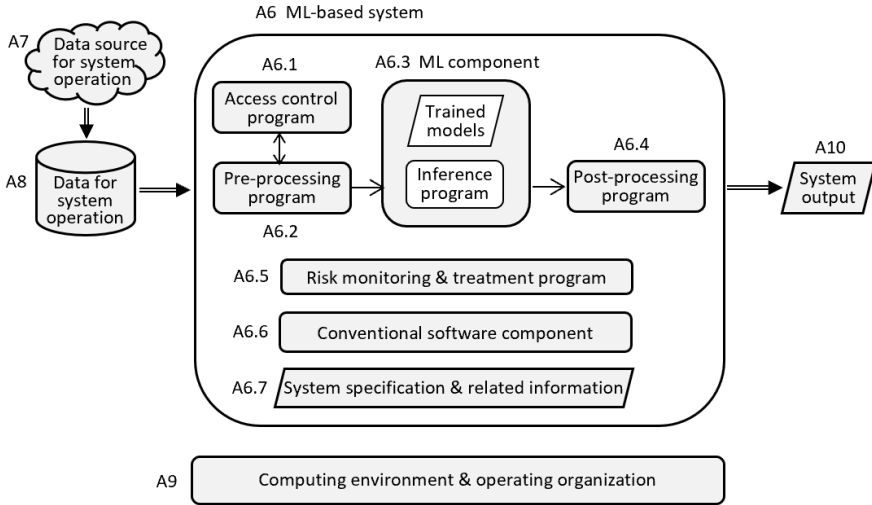 A6 ML-based system
A7
Data source
for system
operation
A6.1
A6.3 ML component
Access control
program
Trained
models
A6.4
A10
A8
Data for
system
operation
Pre-processing
program
Inference
program
Post-processing
program
System
output
A6.2
A6.5
Risk monitoring & treatment program
A6.6
Conventional software component
A6.7
System specification & related information
A9
Computing environment & operating organization